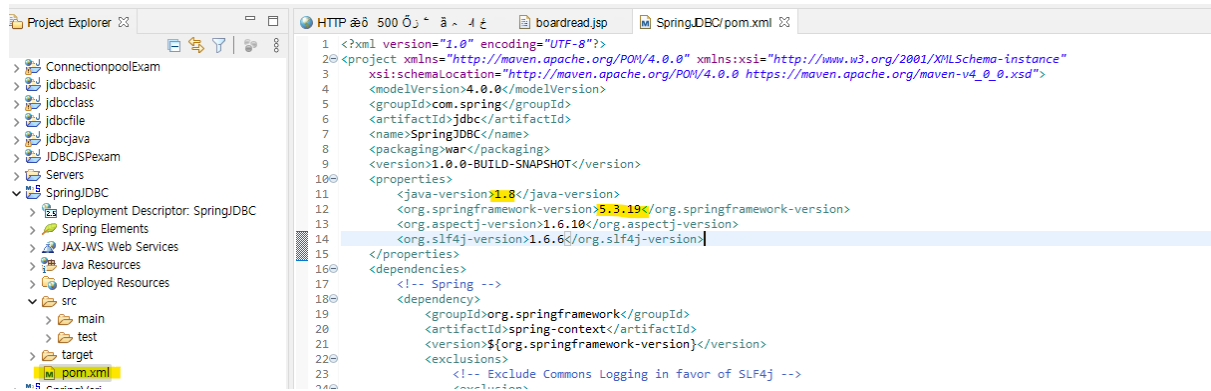 Project Explorer
ConnectionpoolExam
jdbcbasic
jdbcclass
jdbcfile
jdbcjava
JDBCJSPexam
Servers
SpringJDBC
Deployment Descriptor: SpringJDBC
Spring Elements
JAX-WS Web Services
Java Resources
Deployed Resources
src
main
test
target
pom.xml
HTTP 500
boardread.jsp
SpringJDBC/pom.xml
1 <?xml version="1.0" encoding="UTF-8"?>
2 <project xmlns="http://maven.apache.org/POM/4.0.0" xmlns:xsi="http://www.w3.org/2001/XMLSchema-instance"
3 xsi:schemaLocation="http://maven.apache.org/POM/4.0.0 https://maven.apache.org/maven-v4_0_0.xsd">
4 <modelVersion>4.0.0</modelVersion>
5 <groupId>com.spring</groupId>
6 <artifactId>jdbc</artifactId>
7 <name>SpringJDBC</name>
8 <packaging>war</packaging>
9 <version>1.0.0-BUILD-SNAPSHOT</version>
10 <properties>
11 <java-version>1.8</java-version>
12 <org.springframework-version>5.3.19</org.springframework-version>
13 <org.aspectj-version>1.6.10</org.aspectj-version>
14 <org.slf4j-version>1.6.6</org.slf4j-version>
15 </properties>
16 <dependencies>
17 <!-- Spring -->
18 <dependency>
19 <groupId>org.springframework</groupId>
20 <artifactId>spring-context</artifactId>
21 <version>${org.springframework-version}</version>
22 <exclusions>
23 <!-- Exclude Commons Logging in favor of SLF4j -->